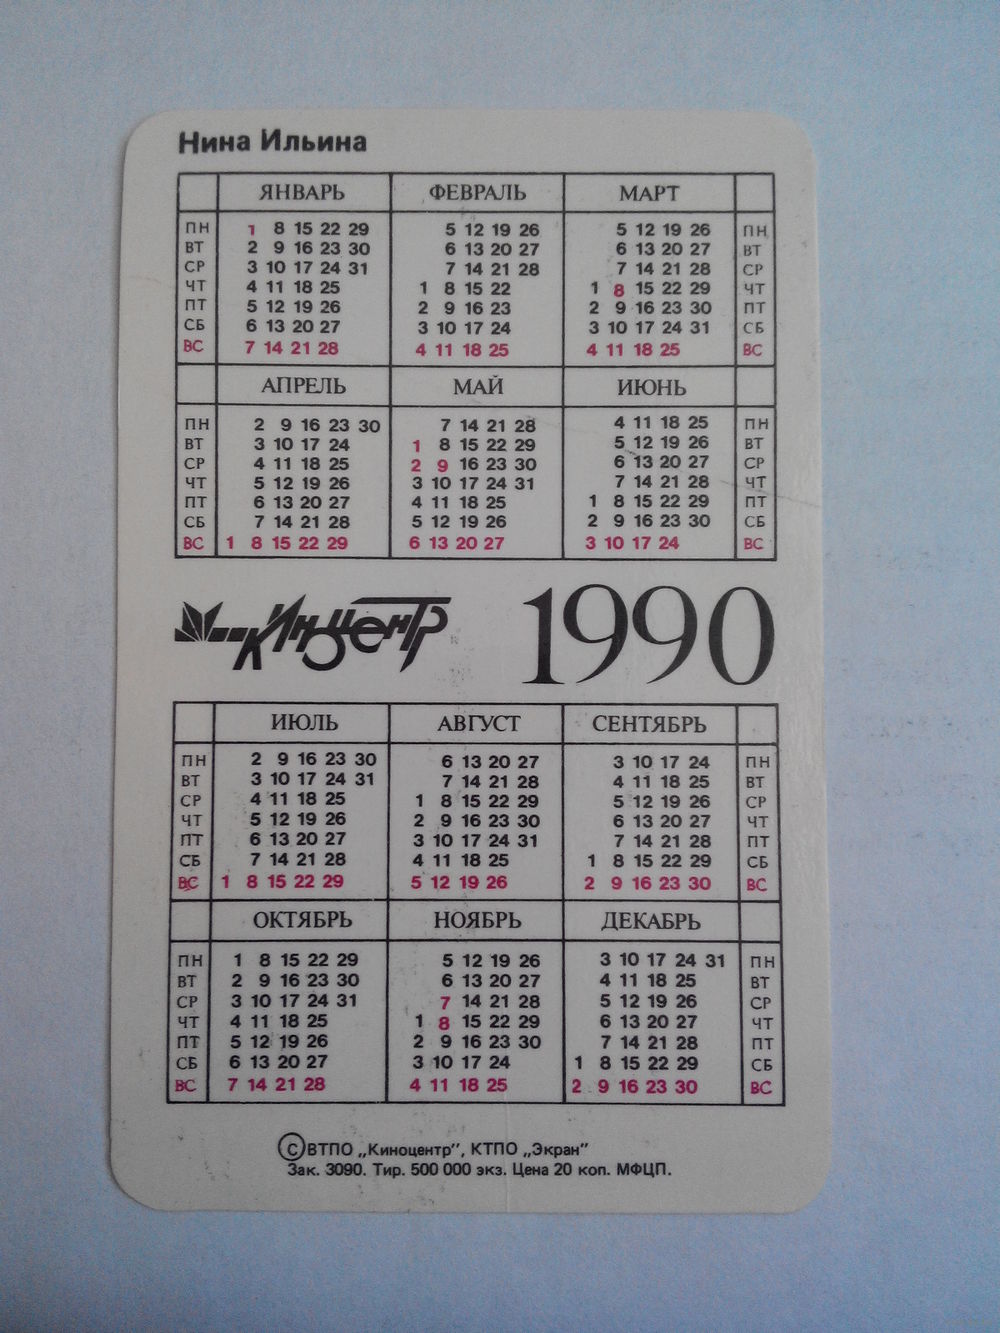 Нина Ильина
ЯНВАРЬ ФЕВРАЛЬ МАРТ
ПН 1 8 15 22 29 5 12 19 26 5 12 19 26 ПН
ВТ 2 9 16 23 30 6 13 20 27 6 13 20 27 ВТ
СР 3 10 17 24 31 7 14 21 28 7 14 21 28 СР
ЧТ 4 11 18 25 1 8 15 22 1 8 15 22 29 ЧТ
ПТ 5 12 19 26 2 9 16 23 2 9 16 23 30 ПТ
СБ 6 13 20 27 3 10 17 24 3 10 17 24 31 СБ
ВС 7 14 21 28 4 11 18 25 4 11 18 25 ВС
АПРЕЛЬ МАЙ ИЮНЬ
ПН 2 9 16 23 30 7 14 21 28 4 11 18 25 ПН
ВТ 3 10 17 24 1 8 15 22 29 5 12 19 26 ВТ
СР 4 11 18 25 2 9 16 23 30 6 13 20 27 СР
ЧТ 5 12 19 26 3 10 17 24 31 7 14 21 28 ЧТ
ПТ 6 13 20 27 4 11 18 25 1 8 15 22 29 ПТ
СБ 7 14 21 28 5 12 19 26 2 9 16 23 30 СБ
ВС 1 8 15 22 29 6 13 20 27 3 10 17 24 ВС
Киноцентр 1990
ИЮЛЬ АВГУСТ СЕНТЯБРЬ
ПН 2 9 16 23 30 6 13 20 27 3 10 17 24 ПН
ВТ 3 10 17 24 31 7 14 21 28 4 11 18 25 ВТ
СР 4 11 18 25 1 8 15 22 29 5 12 19 26 СР
ЧТ 5 12 19 26 2 9 16 23 30 6 13 20 27 ЧТ
ПТ 6 13 20 27 3 10 17 24 31 7 14 21 28 ПТ
СБ 7 14 21 28 4 11 18 25 1 8 15 22 29 СБ
ВС 1 8 15 22 29 5 12 19 26 2 9 16 23 30 ВС
ОКТЯБРЬ НОЯБРЬ ДЕКАБРЬ
ПН 1 8 15 22 29 5 12 19 26 3 10 17 24 31 ПН
ВТ 2 9 16 23 30 6 13 20 27 4 11 18 25 ВТ
СР 3 10 17 24 31 7 14 21 28 5 12 19 26 СР
ЧТ 4 11 18 25 1 8 15 22 29 6 13 20 27 ЧТ
ПТ 5 12 19 26 2 9 16 23 30 7 14 21 28 ПТ
СБ 6 13 20 27 3 10 17 24 1 8 15 22 29 СБ
ВС 7 14 21 28 4 11 18 25 2 9 16 23 30 ВС
© ВТПО „Киноцентр”, КТПО „Экран”
Зак. 3090. Тир. 500 000 экз. Цена 20 коп. МФЦП.